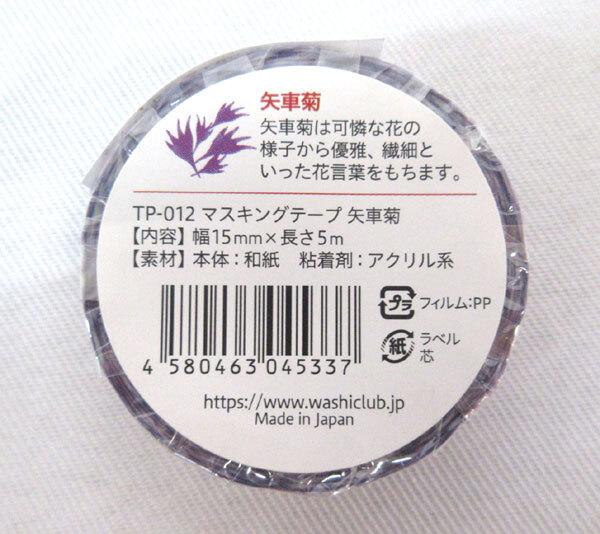 矢車菊
矢車菊は可憐な花の
様子から優雅、繊細と
いった花言葉をもちます。
TP-012 マスキングテープ 矢車菊
【内容】幅15mm×長さ5m
【素材】本体：和紙　粘着剤：アクリル系
プラ フィルム:PP
紙 ラベル
芯
4 580463 045337
https://www.washiclub.jp
Made in Japan